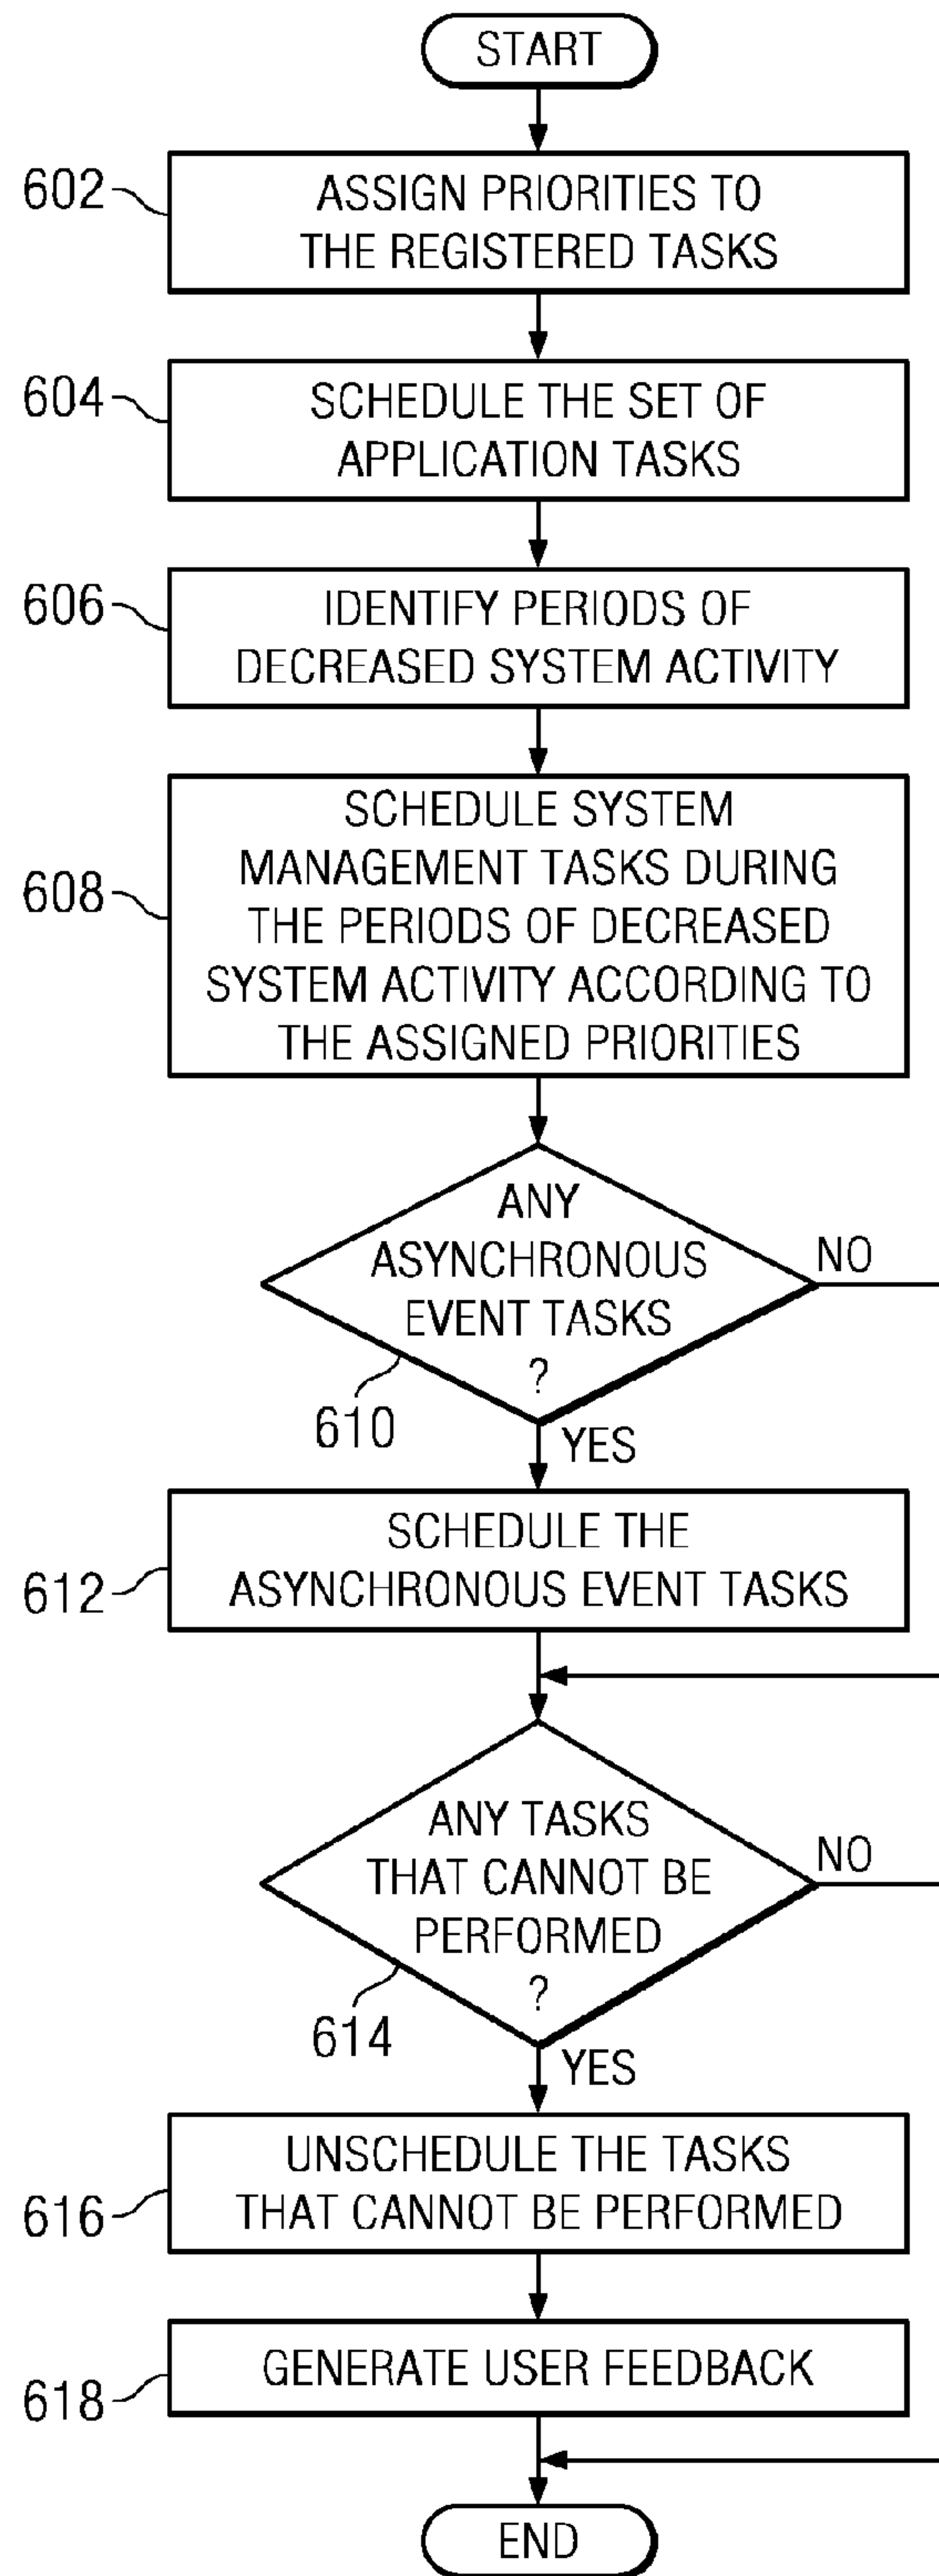 START
602
ASSIGN PRIORITIES TO
THE REGISTERED TASKS
604
SCHEDULE THE SET OF
APPLICATION TASKS
606
IDENTIFY PERIODS OF
DECREASED SYSTEM ACTIVITY
608
SCHEDULE SYSTEM
MANAGEMENT TASKS DURING
THE PERIODS OF DECREASED
SYSTEM ACTIVITY ACCORDING TO
THE ASSIGNED PRIORITIES
ANY
ASYNCHRONOUS
EVENT TASKS
?
NO
610
YES
612
SCHEDULE THE
ASYNCHRONOUS EVENT TASKS
ANY TASKS
THAT CANNOT BE
PERFORMED
?
NO
614
YES
616
UNSCHEDULE THE TASKS
THAT CANNOT BE PERFORMED
618
GENERATE USER FEEDBACK
END